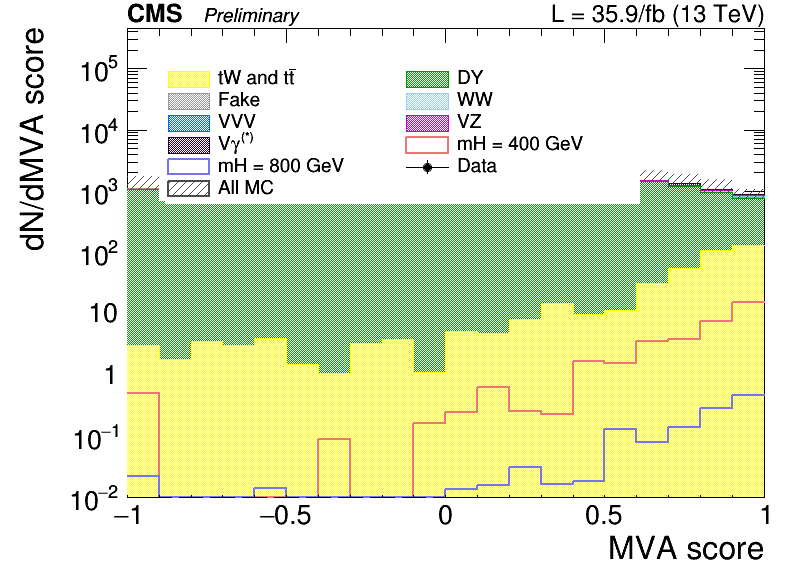 CMS Preliminary L = 35.9/fb (13 TeV)
dN/dMVA score
10⁵
10⁴
10³
10²
10
1
10⁻¹
10⁻²
tW and tt̄
DY
Fake
WW
VVV
VZ
Vγ⁽*⁾
mH = 400 GeV
mH = 800 GeV
Data
All MC
−1 −0.5 0 0.5 1
MVA score